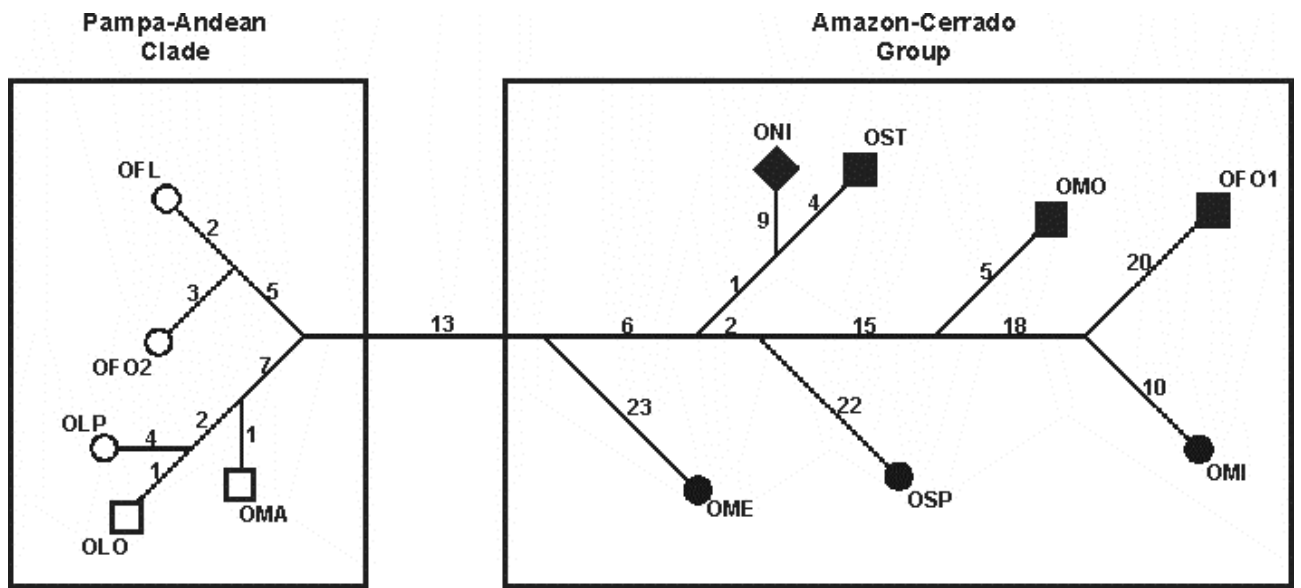 Pampa-Andean
Clade
Amazon-Cerrado
Group
ONI
OST
OFL
OMO
OFO1
2
9
4
3
5
1
5
20
13
6
2
15
18
OFO2
7
OLP
4
2
1
1
23
22
10
OME
OSP
OMI
OMA
OLO